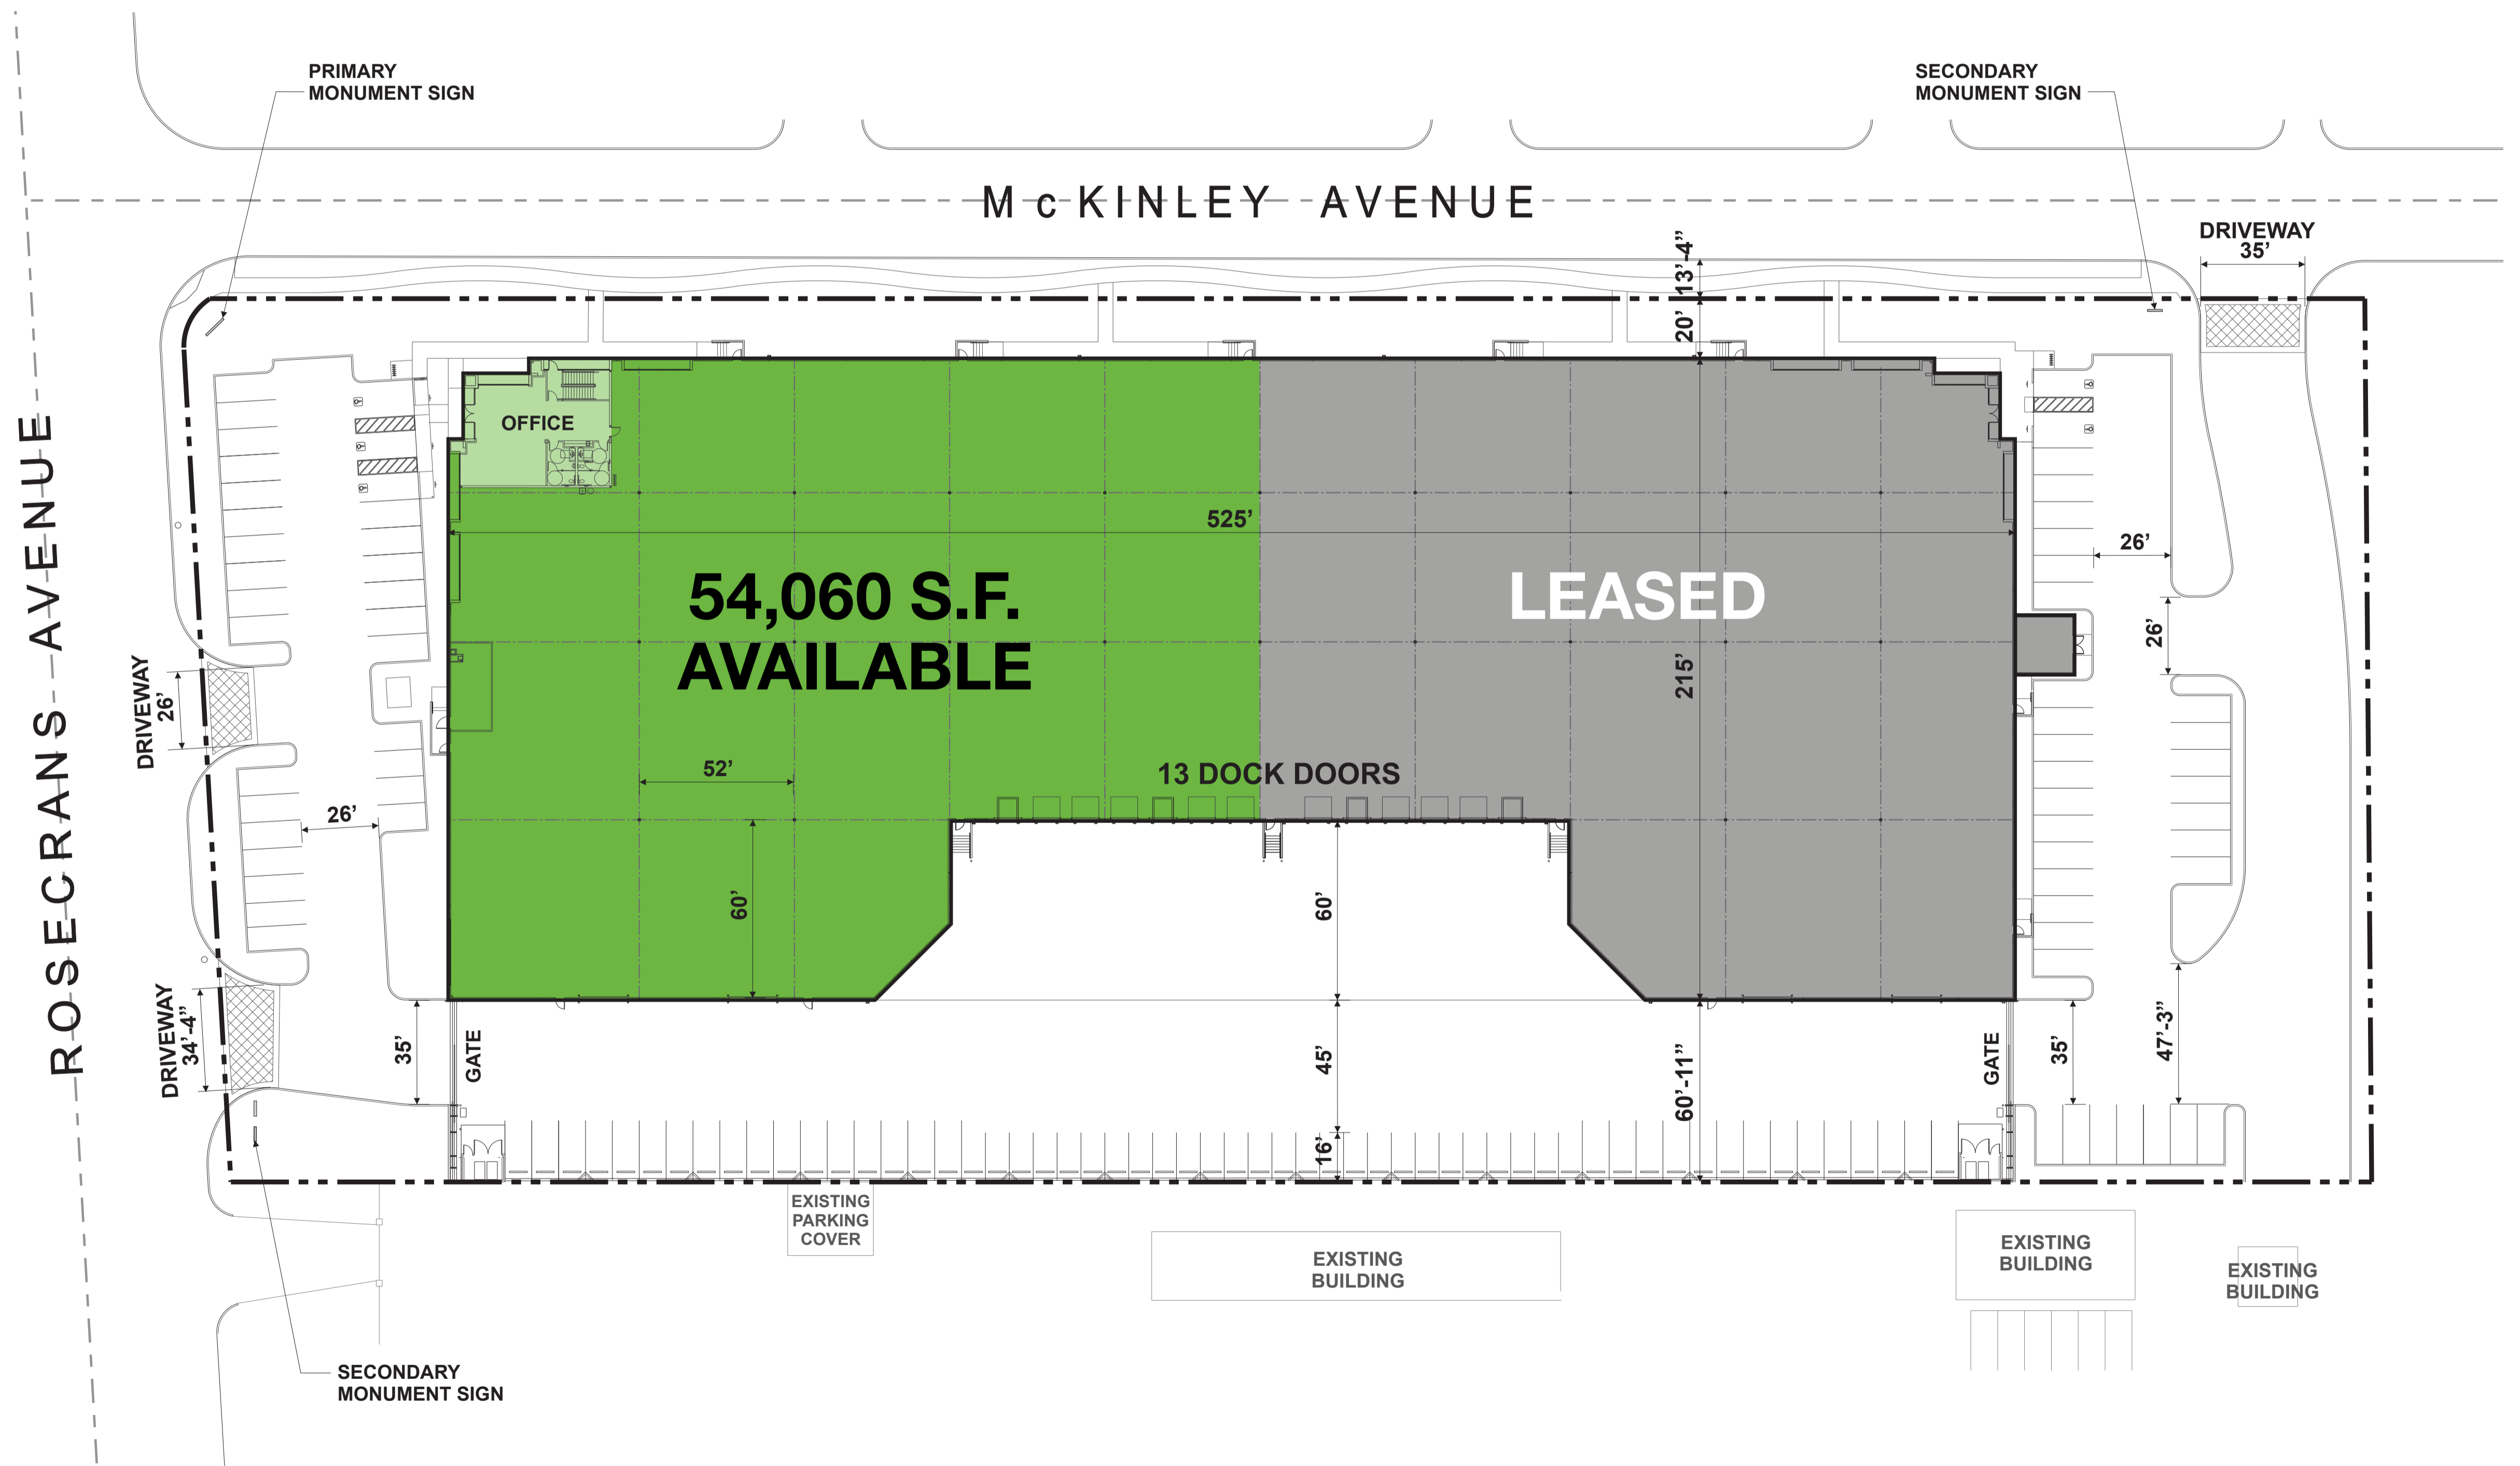 PRIMARY
MONUMENT SIGN
SECONDARY
MONUMENT SIGN
McKINLEY AVENUE
DRIVEWAY
35’
13’-4”
20’
OFFICE
ROSECRANS AVENUE
525’
54,060 S.F.
AVAILABLE
LEASED
26’
26’
215’
DRIVEWAY
26’
52’
13 DOCK DOORS
26’
60’
60’
DRIVEWAY
34’-4”
35’
GATE
45’
60’-11”
GATE
35’
47’-3”
16’
EXISTING
PARKING
COVER
EXISTING
BUILDING
EXISTING
BUILDING
EXISTING
BUILDING
SECONDARY
MONUMENT SIGN